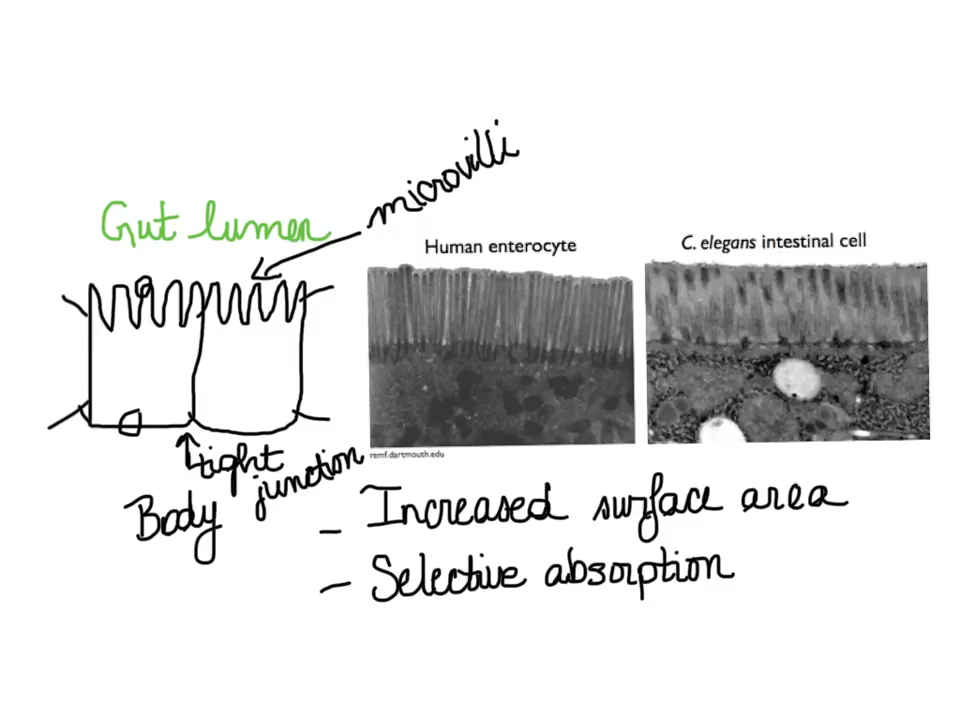 microvilli
Gut lumen
Human enterocyte
C. elegans intestinal cell
remf.dartmouth.edu
tight
junction
Body
- Increased surface area
- Selective absorption